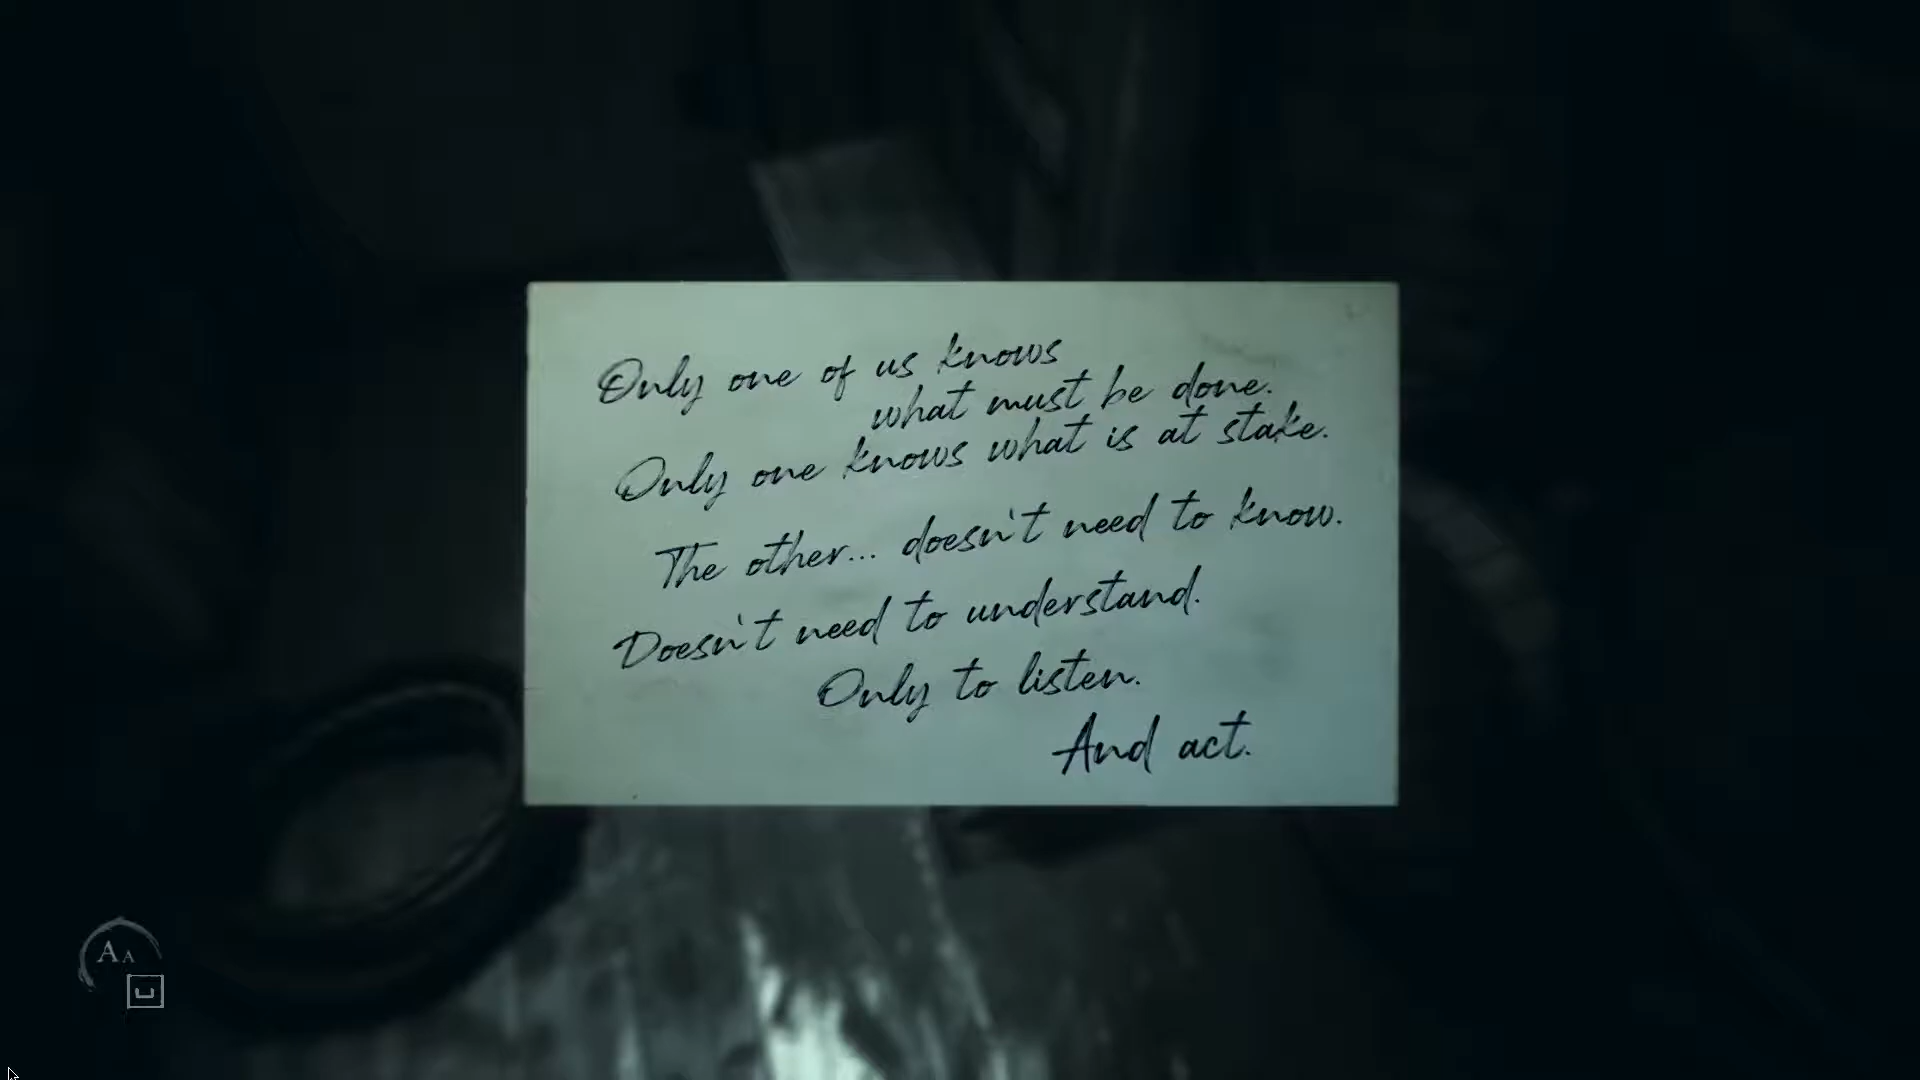 Only one of us knows
what must be done.
Only one knows what is at stake.
The other... doesn't need to know.
Doesn't need to understand.
Only to listen.
And act.
AA